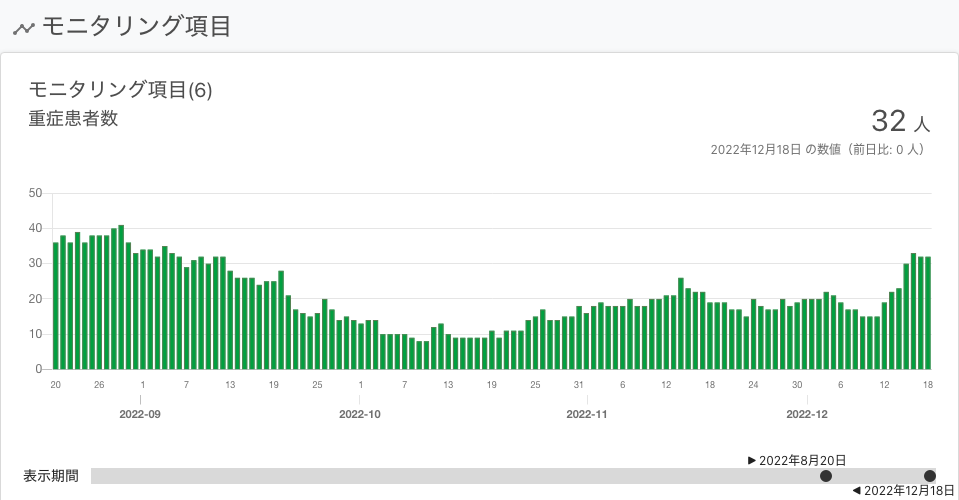 モニタリング項目
モニタリング項目(6)
重症患者数
32 人
2022年12月18日 の数値（前日比: 0 人）
50
40
30
20
10
0
20 26 1 7 13 19 25 1 7 13 19 25 31 6 12 18 24 30 6 12 18
2022-09 2022-10 2022-11 2022-12
▶ 2022年8月20日
表示期間
◀ 2022年12月18日